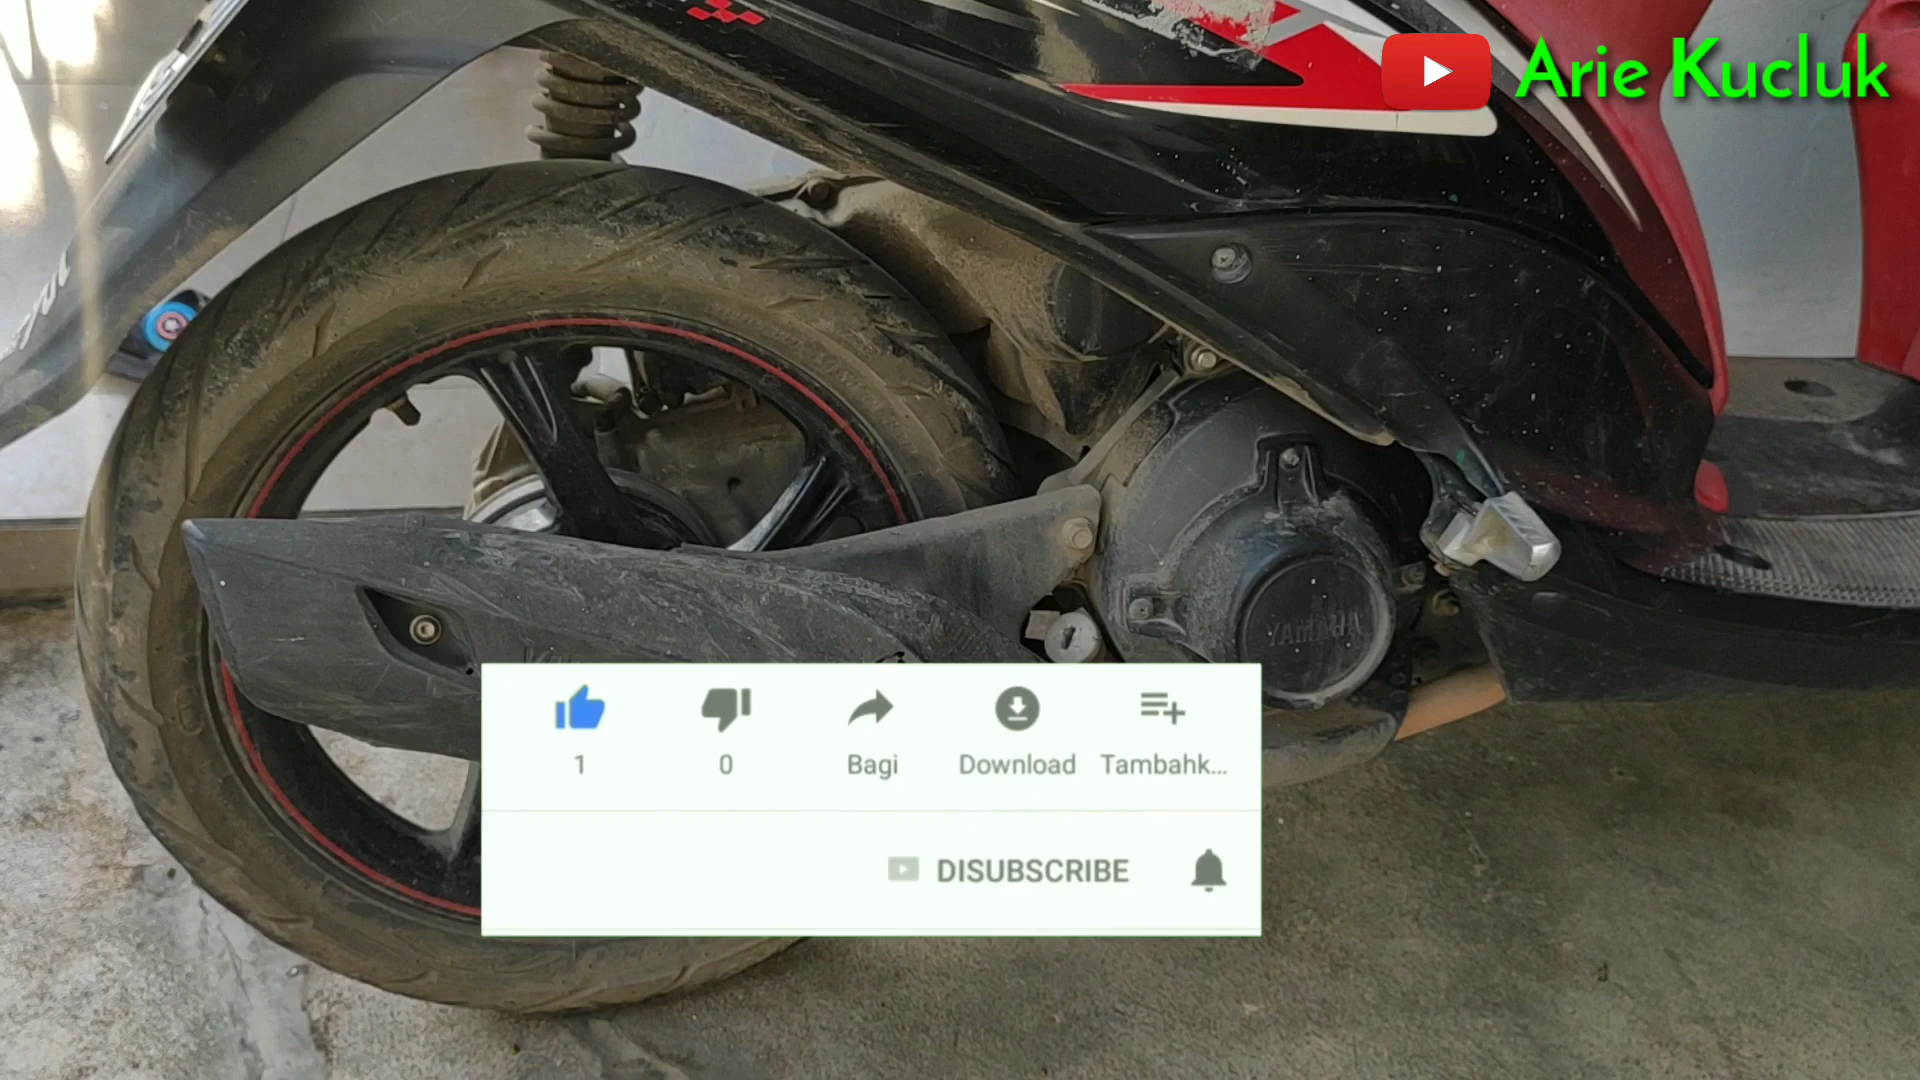 Arie Kucluk
YAMAHA
1
0
Bagi
Download
Tambahk...
DISUBSCRIBE